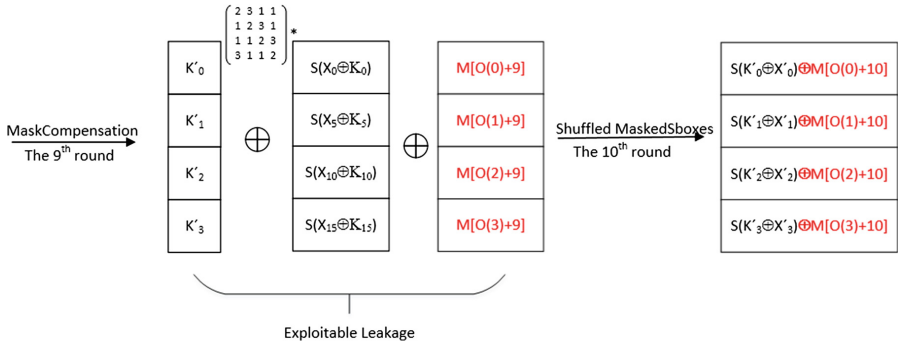 2 3 1 1
1 2 3 1
1 1 2 3
3 1 1 2
*
K´0 S(X0⊕K0) M[O(0)+9] S(K´0⊕X´0)⊕M[O(0)+10]
K´1 S(X5⊕K5) M[O(1)+9] S(K´1⊕X´1)⊕M[O(1)+10]
MaskCompensation ⊕ ⊕ Shuffled MaskedSboxes
The 9th round The 10th round
K´2 S(X10⊕K10) M[O(2)+9] S(K´2⊕X´2)⊕M[O(2)+10]
K´3 S(X15⊕K15) M[O(3)+9] S(K´3⊕X´3)⊕M[O(3)+10]
Exploitable Leakage